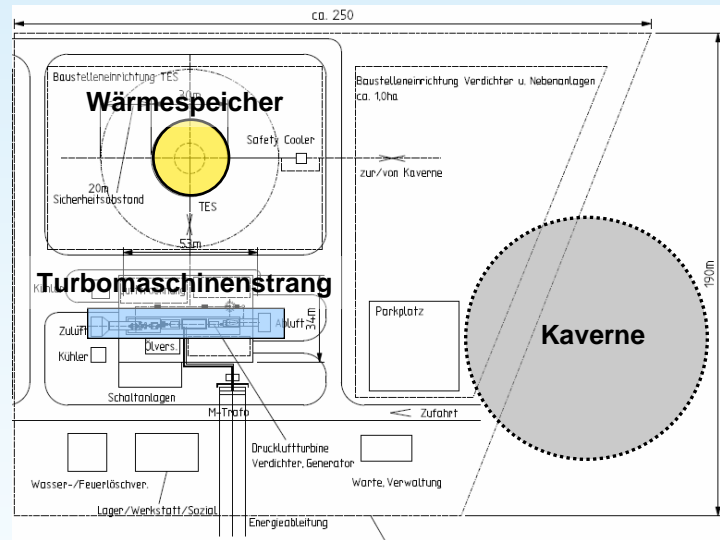 ca. 250
Baustelleneinrichtung TES
Baustelleneinrichtung Verdichter u. Nebenanlagen
ca. 1,0ha
Wärmespeicher
20m
Safety Cooler
zur/von Kaverne
20m
Sicherheitsabstand
TES
53m
190m
Turbomaschinenstrang
34m
Parkplatz
Kaverne
Zuluft
Abluft
Ölvers.
Kühler
Schaltanlagen
M-Trafo
Zufahrt
Druckluftturbine
Verdichter, Generator
Wasser-/Feuerlöschver.
Warte, Verwaltung
Lager/Werkstatt/Sozial
Energieableitung